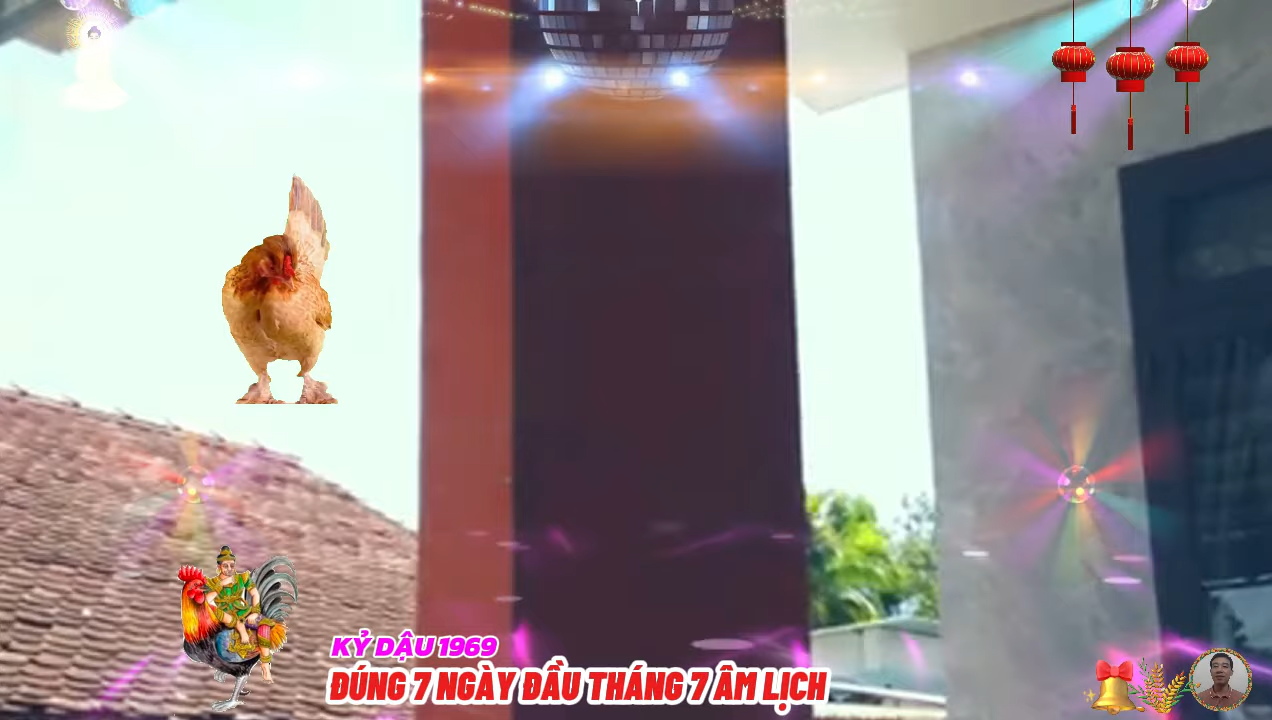 KỶ DẬU 1969
ĐÚNG 7 NGÀY ĐẦU THÁNG 7 ÂM LỊCH